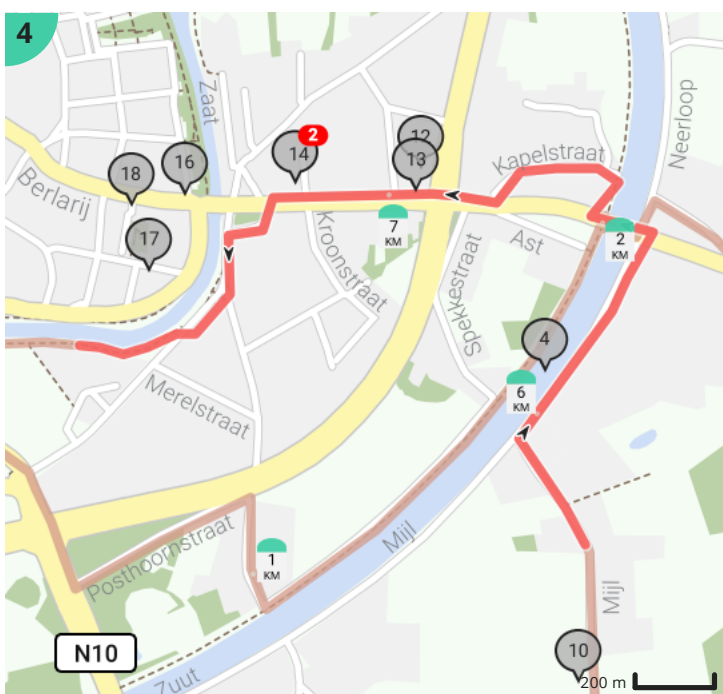 4
Zaat
Neerloop
2
12
14
13
16
Kapelstraat
18
Berlarij
7
KM
Kroonstraat
2
KM
17
Ast
Spekkestraat
4
6
KM
Merelstraat
Mijl
Posthoornstraat
1
KM
Mijl
N10
10
Zuut
200 m